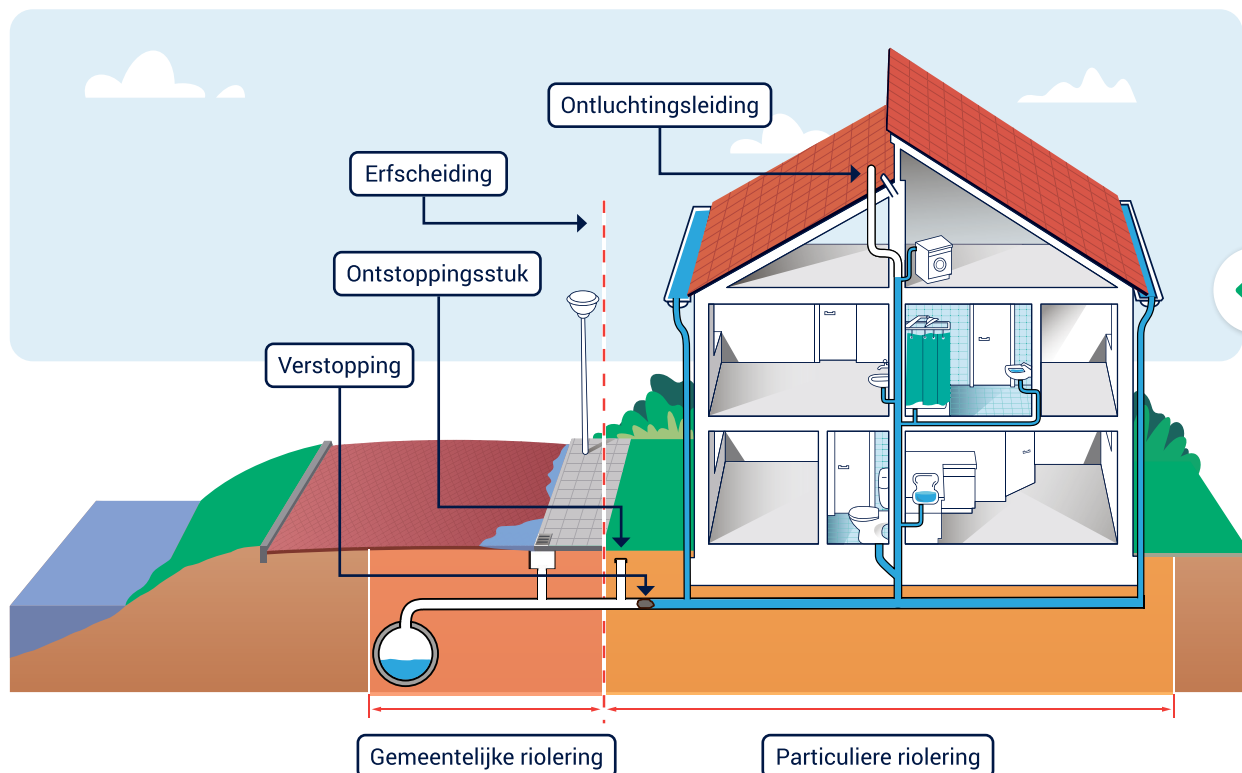 Ontluchtingsleiding
Erfscheiding
Ontstoppingsstuk
Verstopping
Gemeentelijke riolering
Particuliere riolering